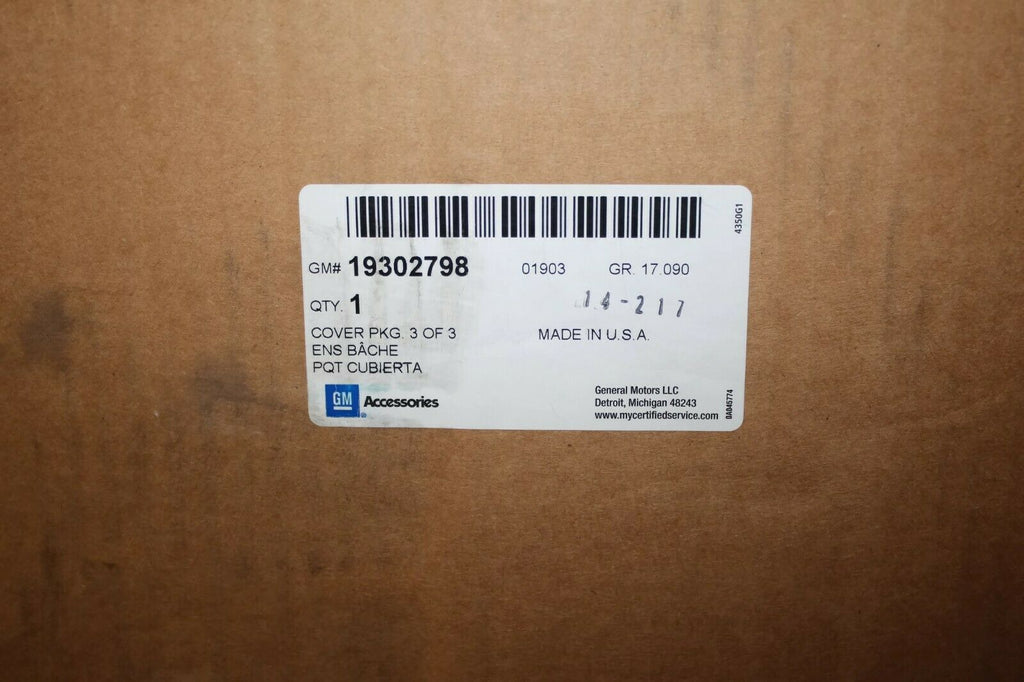 4350G1
GM# 19302798 01903 GR. 17.090
QTY. 1 14-217
COVER PKG. 3 OF 3 MADE IN U.S.A.
ENS BÂCHE
PQT CUBIERTA
GM Accessories
General Motors LLC
Detroit, Michigan 48243
www.mycertifiedservice.com
0A045774